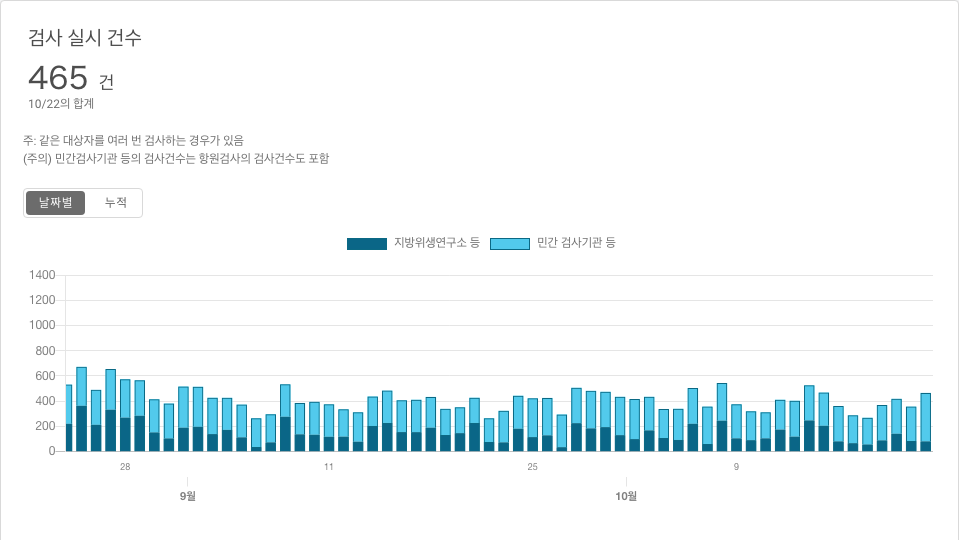 검사 실시 건수
465 건
10/22의 합계
주: 같은 대상자를 여러 번 검사하는 경우가 있음
(주의) 민간검사기관 등의 검사건수는 항원검사의 검사건수도 포함
날짜별 누적
지방위생연구소 등 민간 검사기관 등
1400
1200
1000
800
600
400
200
0
28 11 25 9
9월 10월